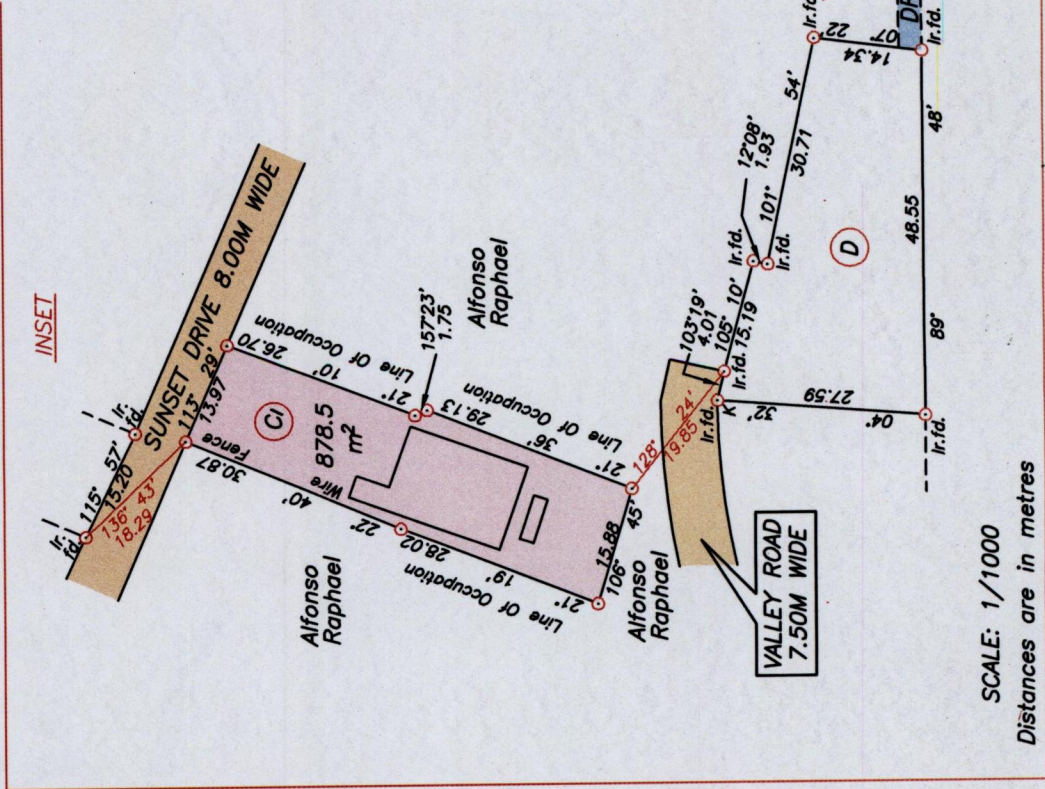 INSET
Ir.
fd.
115° 57'
15.20
Ir.
fd.
136° 43'
18.29
SUNSET DRIVE 8.00M WIDE
113° 29'
13.97
C1
878.5
m²
Wire Fence
22° 40'
30.87
21° 10'
26.70
Line Of Occupation
157°23'
1.75
Alfonso
Raphael
21° 36'
29.13
Line Of Occupation
21° 19'
28.02
Line Of Occupation
Alfonso
Raphael
106° 45'
15.88
Alfonso
Raphael
128° 24'
19.85
103°19'
4.01
Ir.fd.
K
Ir.fd.
105° 10'
15.19
Ir.fd.
12°08'
1.93
Ir.fd.
101° 54'
30.71
Ir.fd
22° 07'
14.34
Ir.fd.
D
04° 32'
27.59
Ir.fd.
89° 48'
48.55
VALLEY ROAD
7.50M WIDE
SCALE: 1/1000
Distances are in metres